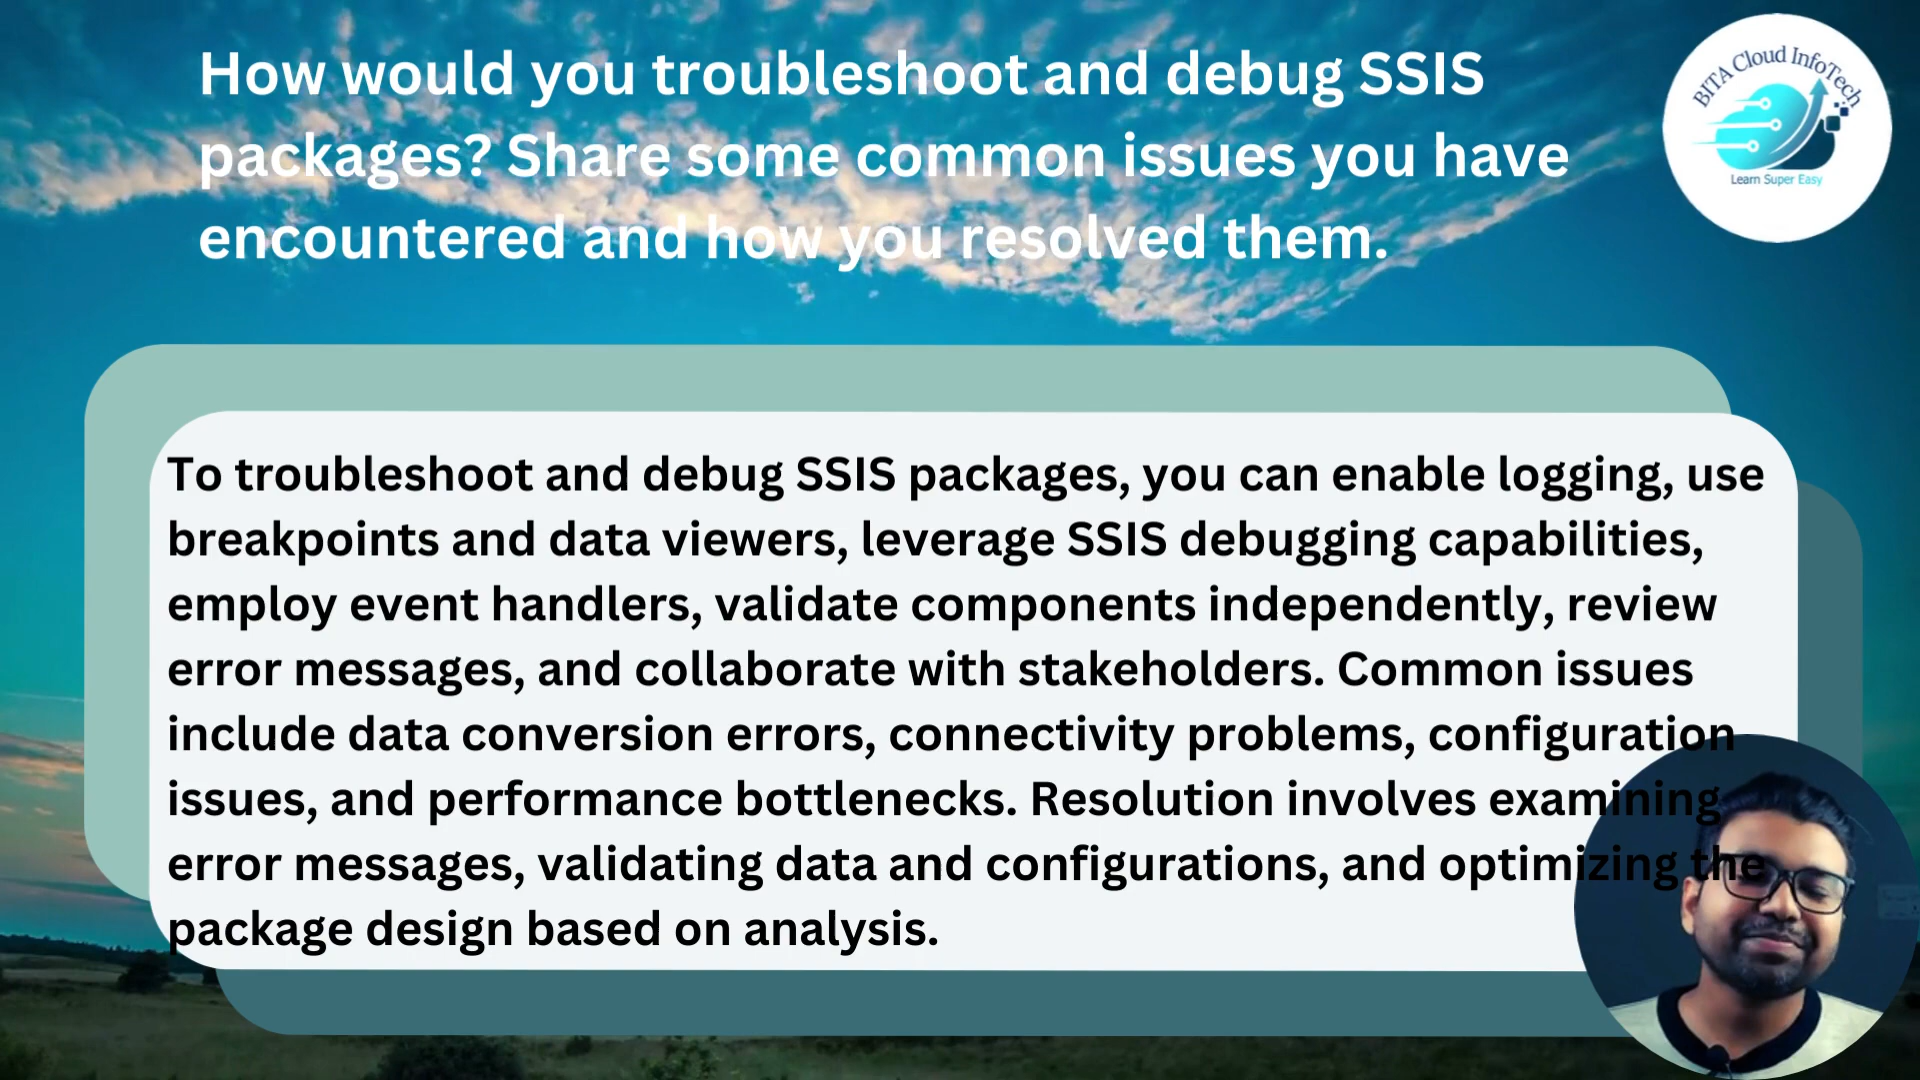 How would you troubleshoot and debug SSIS
packages? Share some common issues you have
encountered and how you resolved them.
BITA Cloud InfoTech
Learn Super Easy
To troubleshoot and debug SSIS packages, you can enable logging, use
breakpoints and data viewers, leverage SSIS debugging capabilities,
employ event handlers, validate components independently, review
error messages, and collaborate with stakeholders. Common issues
include data conversion errors, connectivity problems, configuration
issues, and performance bottlenecks. Resolution involves examining
error messages, validating data and configurations, and optimizing the
package design based on analysis.